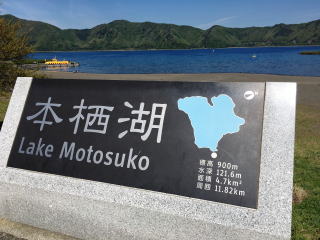 本栖湖
Lake Motosuko
標高 900m
水深 121.6m
面積 4.7km²
周囲 11.82km